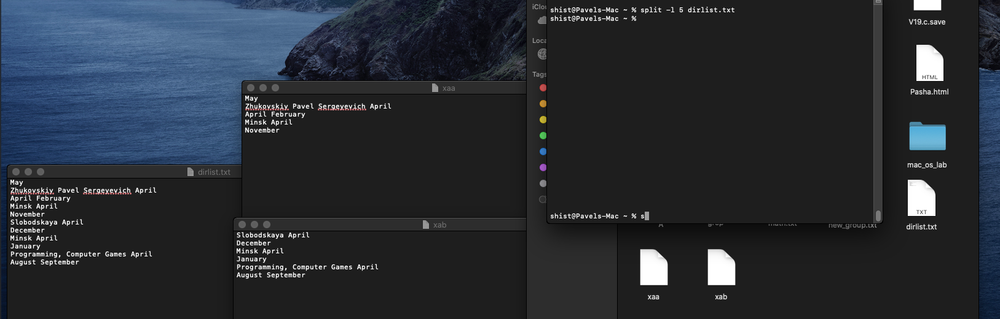 iClou
Loca
Tags
shist@Pavels-Mac ~ % split -l 5 dirlist.txt
shist@Pavels-Mac ~ %
shist@Pavels-Mac ~ % s
V19.c.save
HTML
Pasha.html
mac_os_lab
TXT
dirlist.txt
A
grep
math.txt
new_group.txt
xaa
xab
xaa
May
Zhukovskiy Pavel Sergeyevich April
April February
Minsk April
November
dirlist.txt
May
Zhukovskiy Pavel Sergeyevich April
April February
Minsk April
November
Slobodskaya April
December
Minsk April
January
Programming, Computer Games April
August September
xab
Slobodskaya April
December
Minsk April
January
Programming, Computer Games April
August September